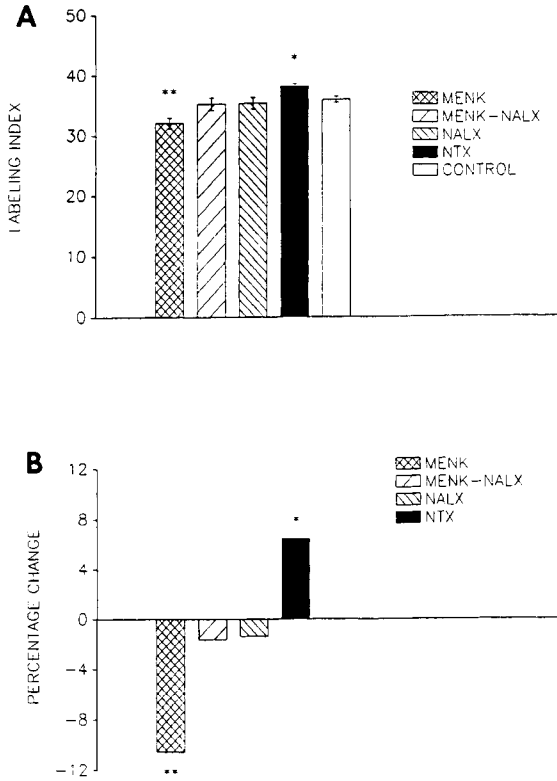 A
50
40
30
20
10
0
LABELING INDEX
**
*
MENK
MENK-NALX
NALX
NTX
CONTROL
B
12
8
4
0
-4
-8
-12
PERCENTAGE CHANGE
*
**
MENK
MENK-NALX
NALX
NTX